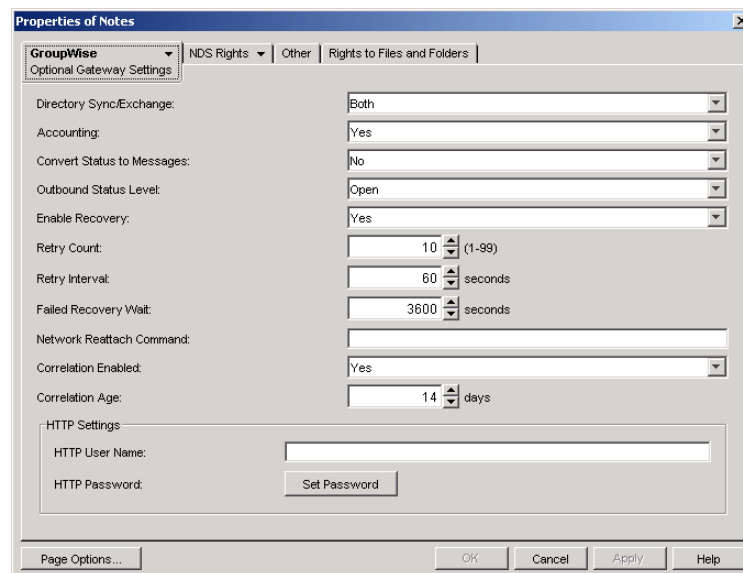 Properties of Notes
GroupWise NDS Rights Other Rights to Files and Folders
Optional Gateway Settings
Directory Sync/Exchange: Both
Accounting: Yes
Convert Status to Messages: No
Outbound Status Level: Open
Enable Recovery: Yes
Retry Count: 10 (1-99)
Retry Interval: 60 seconds
Failed Recovery Wait: 3600 seconds
Network Reattach Command:
Correlation Enabled: Yes
Correlation Age: 14 days
HTTP Settings
HTTP User Name:
HTTP Password: Set Password
Page Options... OK Cancel Apply Help